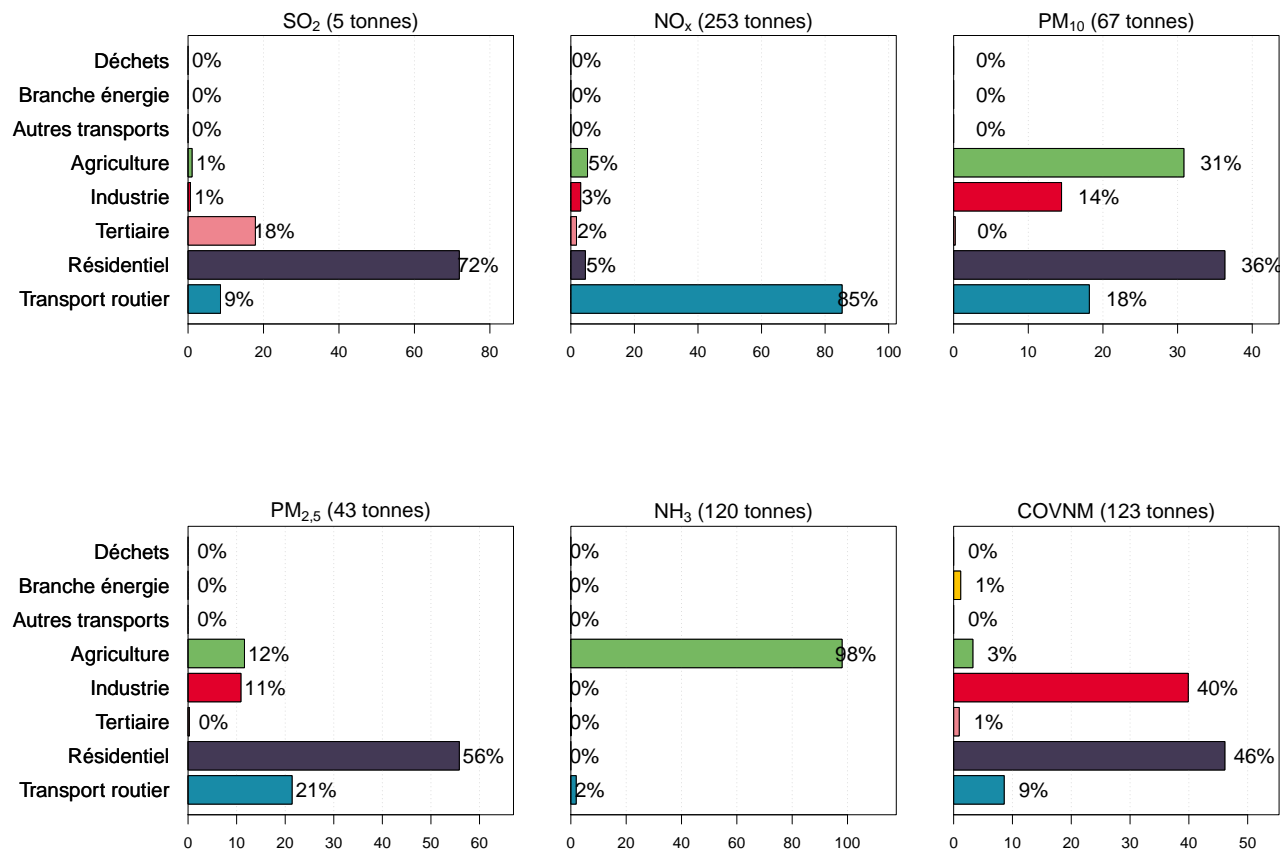 SO2 (5 tonnes) NOx (253 tonnes) PM10 (67 tonnes)
Déchets 0% 0% 0%
Branche énergie 0% 0% 0%
Autres transports 0% 0% 0%
Agriculture 1% 5% 31%
Industrie 1% 3% 14%
Tertiaire 18% 2% 0%
Résidentiel 72% 5% 36%
Transport routier 9% 85% 18%
0 20 40 60 80 0 20 40 60 80 100 0 10 20 30 40
PM2,5 (43 tonnes) NH3 (120 tonnes) COVNM (123 tonnes)
Déchets 0% 0% 0%
Branche énergie 0% 0% 1%
Autres transports 0% 0% 0%
Agriculture 12% 98% 3%
Industrie 11% 0% 40%
Tertiaire 0% 0% 1%
Résidentiel 56% 0% 46%
Transport routier 21% 2% 9%
0 10 20 30 40 50 60 0 20 40 60 80 100 0 10 20 30 40 50